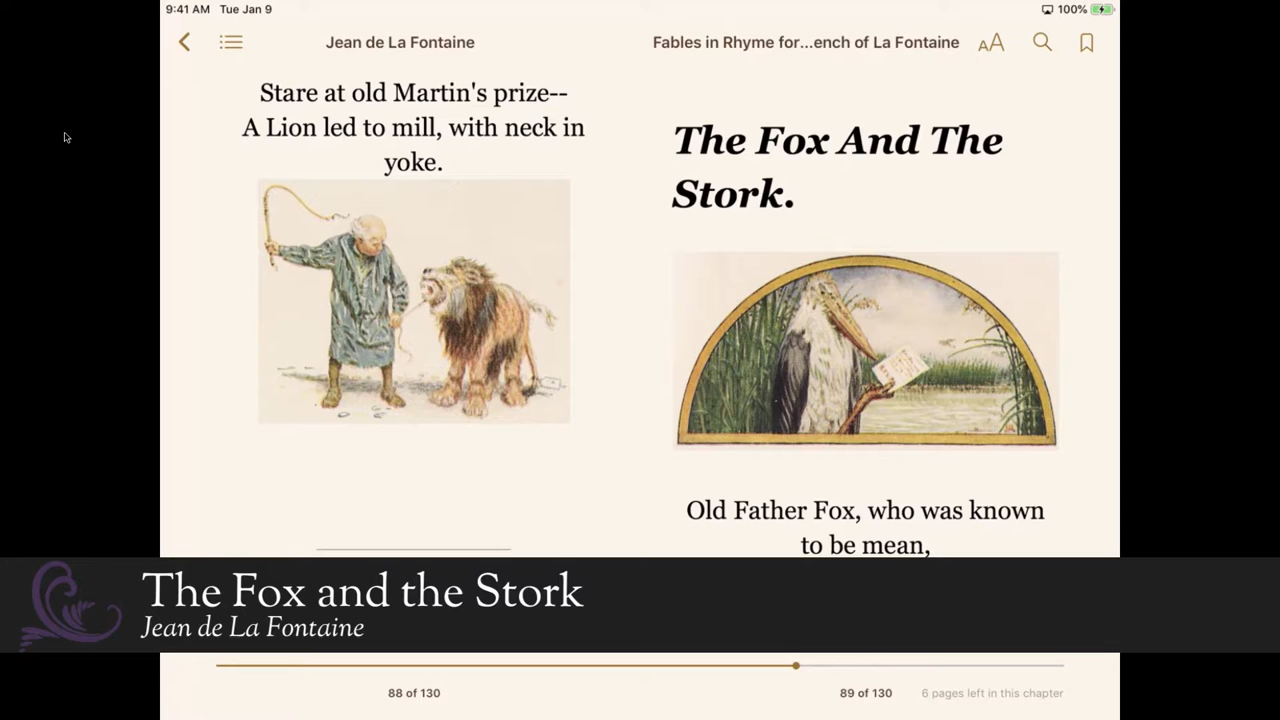 9:41 AM Tue Jan 9
100%
Jean de La Fontaine
Fables in Rhyme for...ench of La Fontaine
AA
Stare at old Martin's prize--
A Lion led to mill, with neck in
yoke.
The Fox And The
Stork.
Old Father Fox, who was known
to be mean,
The Fox and the Stork
Jean de La Fontaine
88 of 130
89 of 130
6 pages left in this chapter